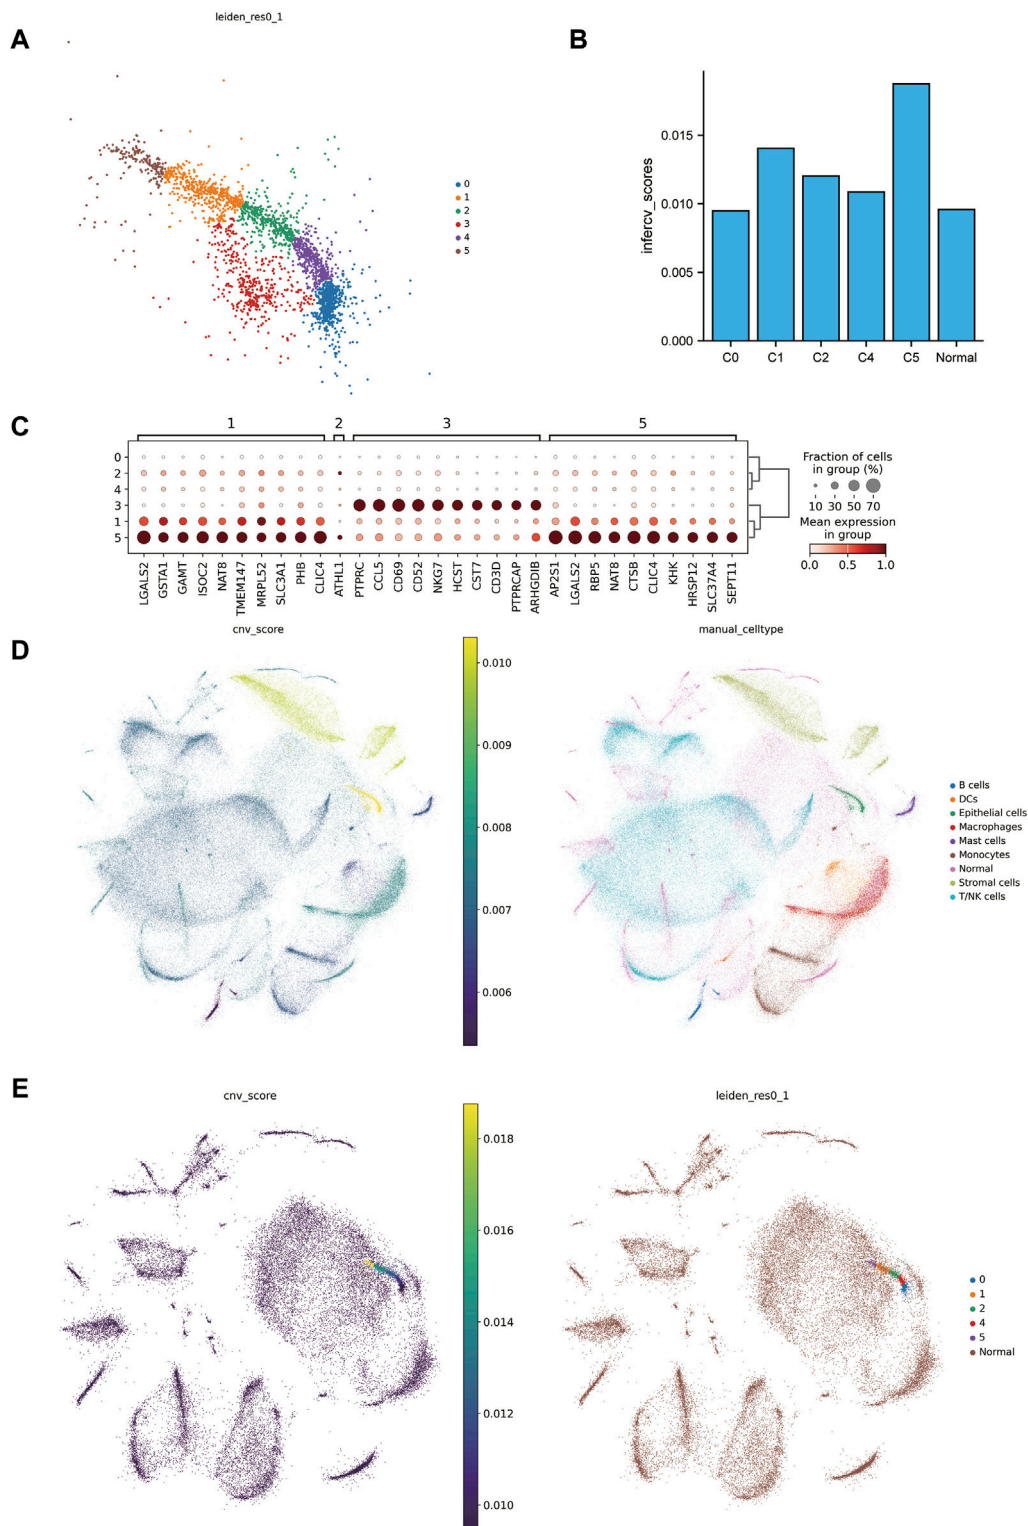 leiden_res0_1
A
0
1
2
3
4
5
B
infercv_scores
0.015
0.010
0.005
0.000
C0 C1 C2 C4 C5 Normal
C
1 2 3 5
0
2
4
3
1
5
LGALS2 GSTA1 GAMT ISOC2 NAT8 TMEM147 MRPL52 SLC3A1 PHB CLIC4 ATHL1 PTPRC CCL5 CD69 CD52 NKG7 HCST CST7 CD3D PTPRCAP ARHGDIB AP2S1 LGALS2 RBP5 NAT8 CTSB CLIC4 KHK HRSP12 SLC37A4 SEPT11
Fraction of cells
in group (%)
10 30 50 70
Mean expression
in group
0.0 0.5 1.0
D
cnv_score
0.010
0.009
0.008
0.007
0.006
manual_celltype
B cells
DCs
Epithelial cells
Macrophages
Mast cells
Monocytes
Normal
Stromal cells
T/NK cells
E
cnv_score
0.018
0.016
0.014
0.012
0.010
leiden_res0_1
0
1
2
4
5
Normal